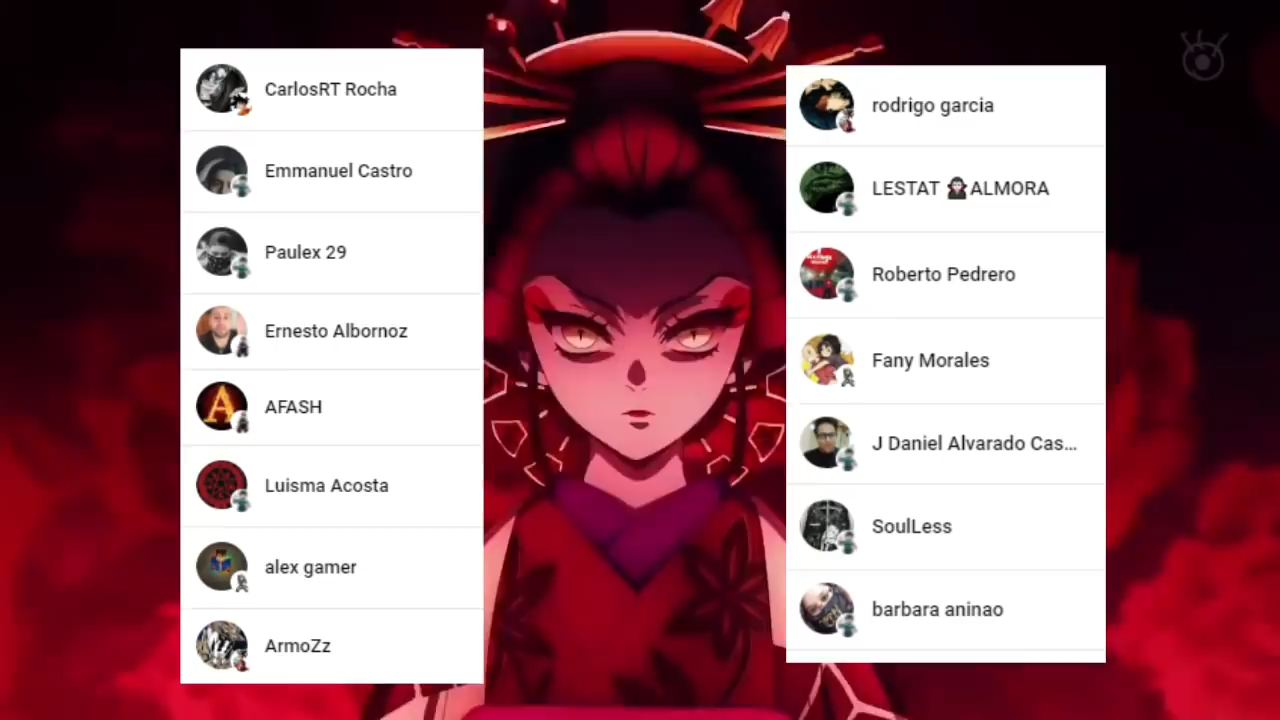 CarlosRT Rocha
Emmanuel Castro
Paulex 29
Ernesto Albornoz
AFASH
Luisma Acosta
alex gamer
ArmoZz
rodrigo garcia
LESTAT 🧛🏻‍♂️ALMORA
Roberto Pedrero
Fany Morales
J Daniel Alvarado Cas...
SoulLess
barbara aninao